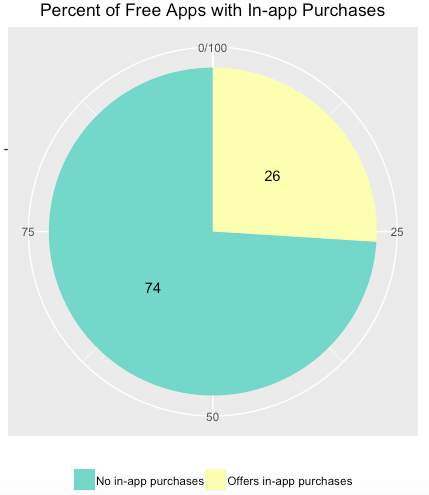 Percent of Free Apps with In-app Purchases
0/100
26
75
25
74
50
No in-app purchases
Offers in-app purchases